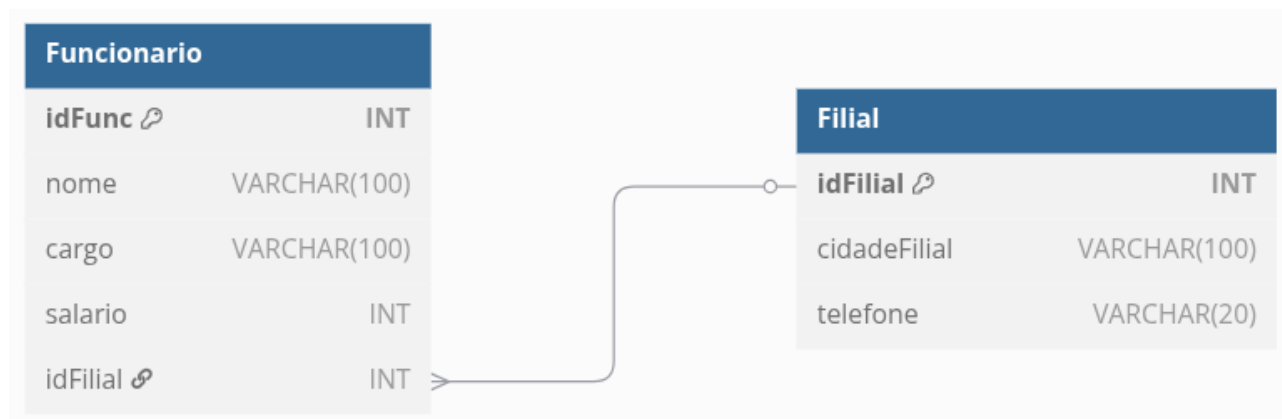 Funcionario
idFunc INT
nome VARCHAR(100)
cargo VARCHAR(100)
salario INT
idFilial INT
Filial
idFilial INT
cidadeFilial VARCHAR(100)
telefone VARCHAR(20)